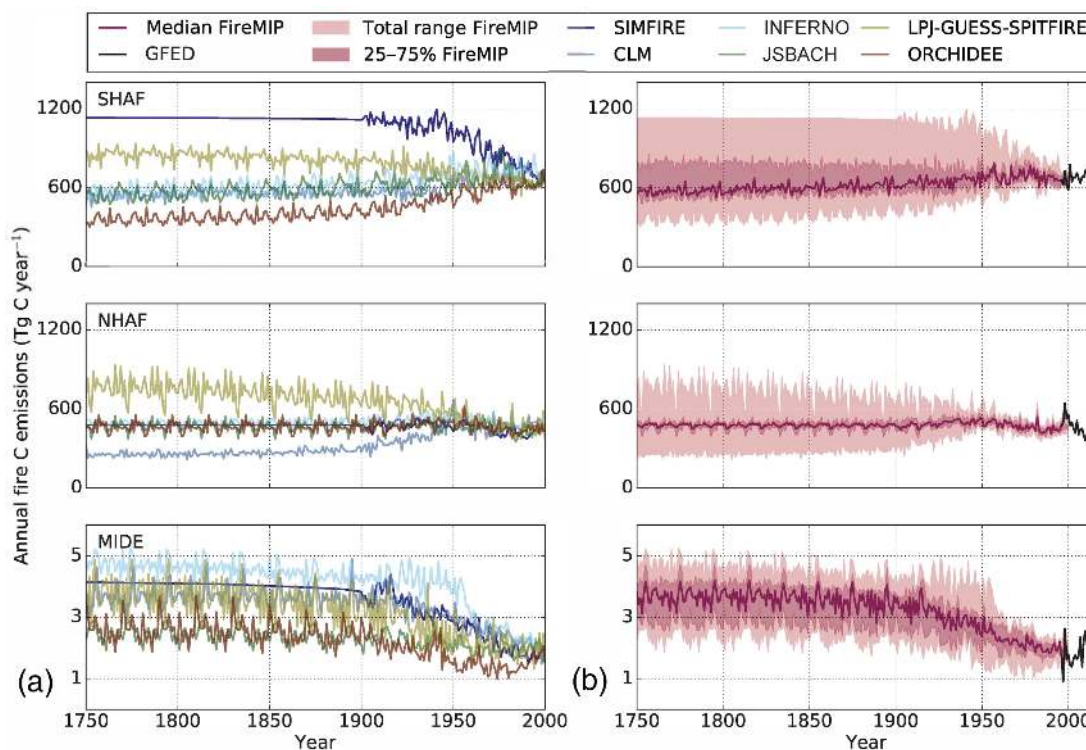 Median FireMIP Total range FireMIP SIMFIRE INFERNO LPJ-GUESS-SPITFIRE
GFED 25–75% FireMIP CLM JSBACH ORCHIDEE
Annual fire C emissions (Tg C year⁻¹)
SHAF
1200 1200
600 600
0 0
NHAF
1200 1200
600 600
0 0
MIDE
5 5
3 3
1 1
(a) (b)
1750 1800 1850 1900 1950 2000 1750 1800 1850 1900 1950 2000
Year Year